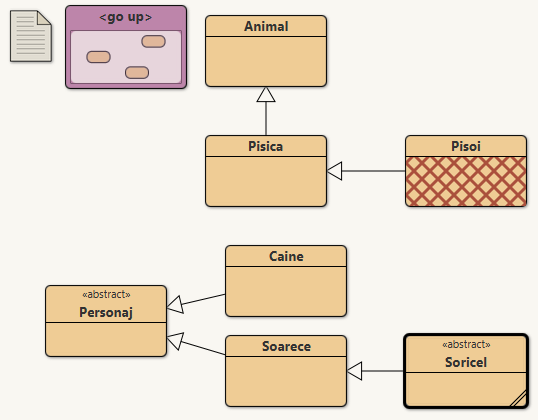 <go up>
Animal
Pisica
Pisoi
Caine
«abstract»
Personaj
Soarece
«abstract»
Soricel